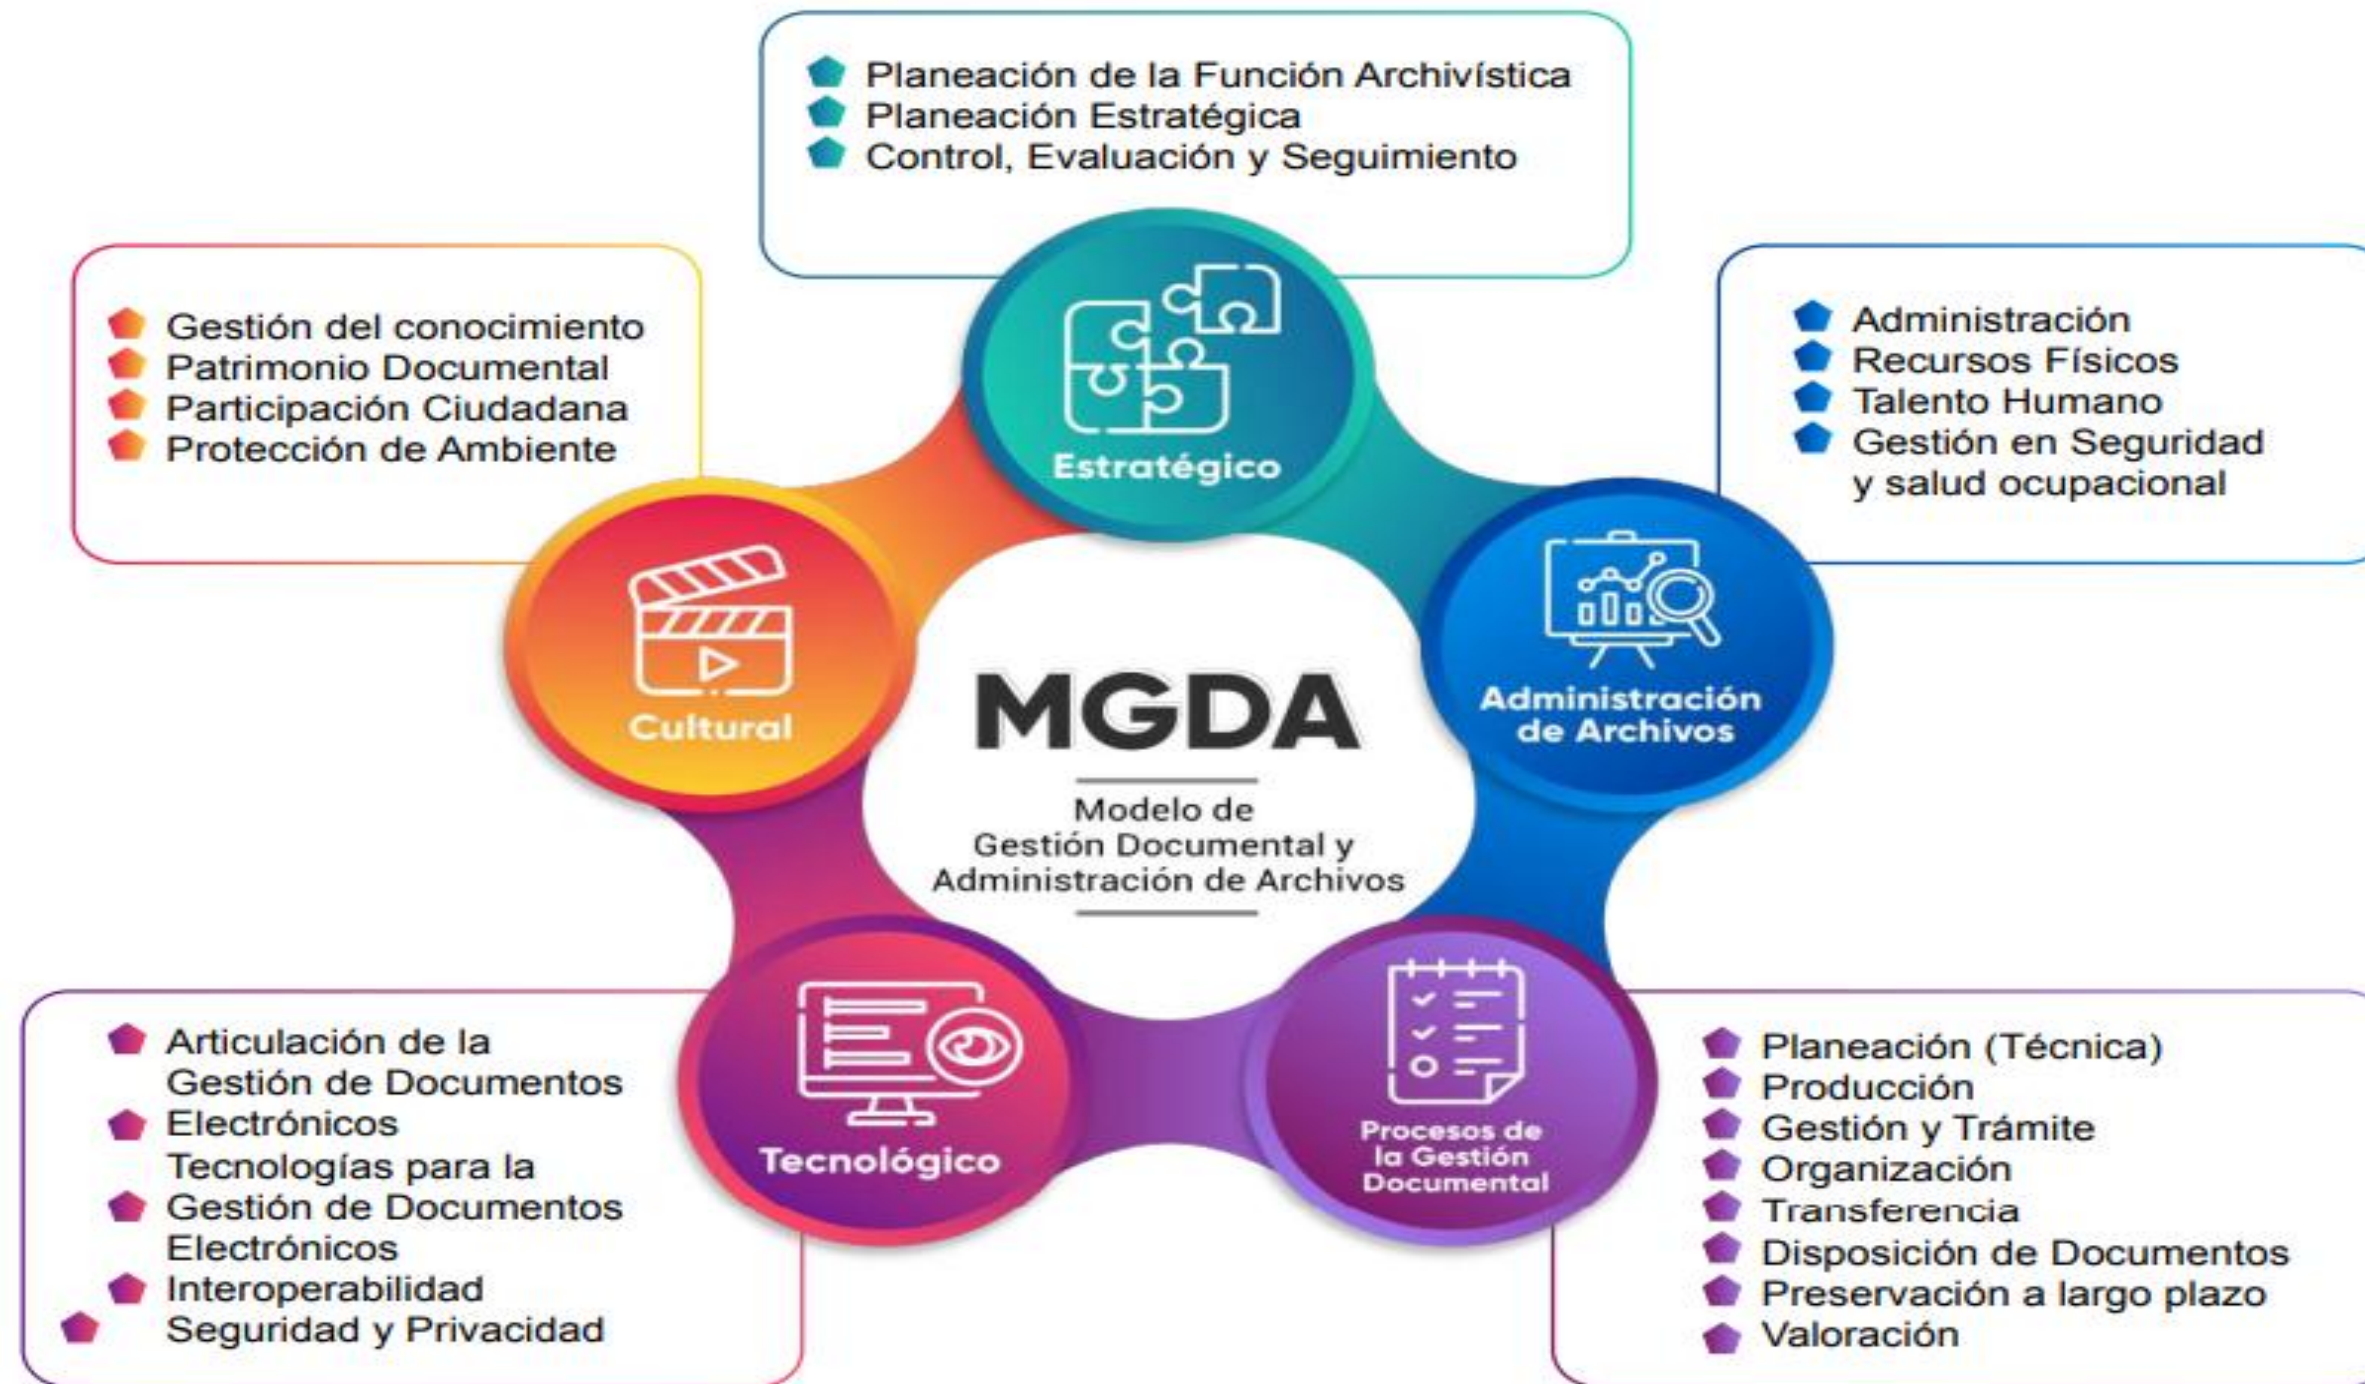 Planeación de la Función Archivística
Planeación Estratégica
Control, Evaluación y Seguimiento
Gestión del conocimiento
Patrimonio Documental
Participación Ciudadana
Protección de Ambiente
Administración
Recursos Físicos
Talento Humano
Gestión en Seguridad
y salud ocupacional
Estratégico
Cultural
Administración
de Archivos
MGDA
Modelo de
Gestión Documental y
Administración de Archivos
Tecnológico
Procesos de
la Gestión
Documental
Articulación de la
Gestión de Documentos
Electrónicos
Tecnologías para la
Gestión de Documentos
Electrónicos
Interoperabilidad
Seguridad y Privacidad
Planeación (Técnica)
Producción
Gestión y Trámite
Organización
Transferencia
Disposición de Documentos
Preservación a largo plazo
Valoración